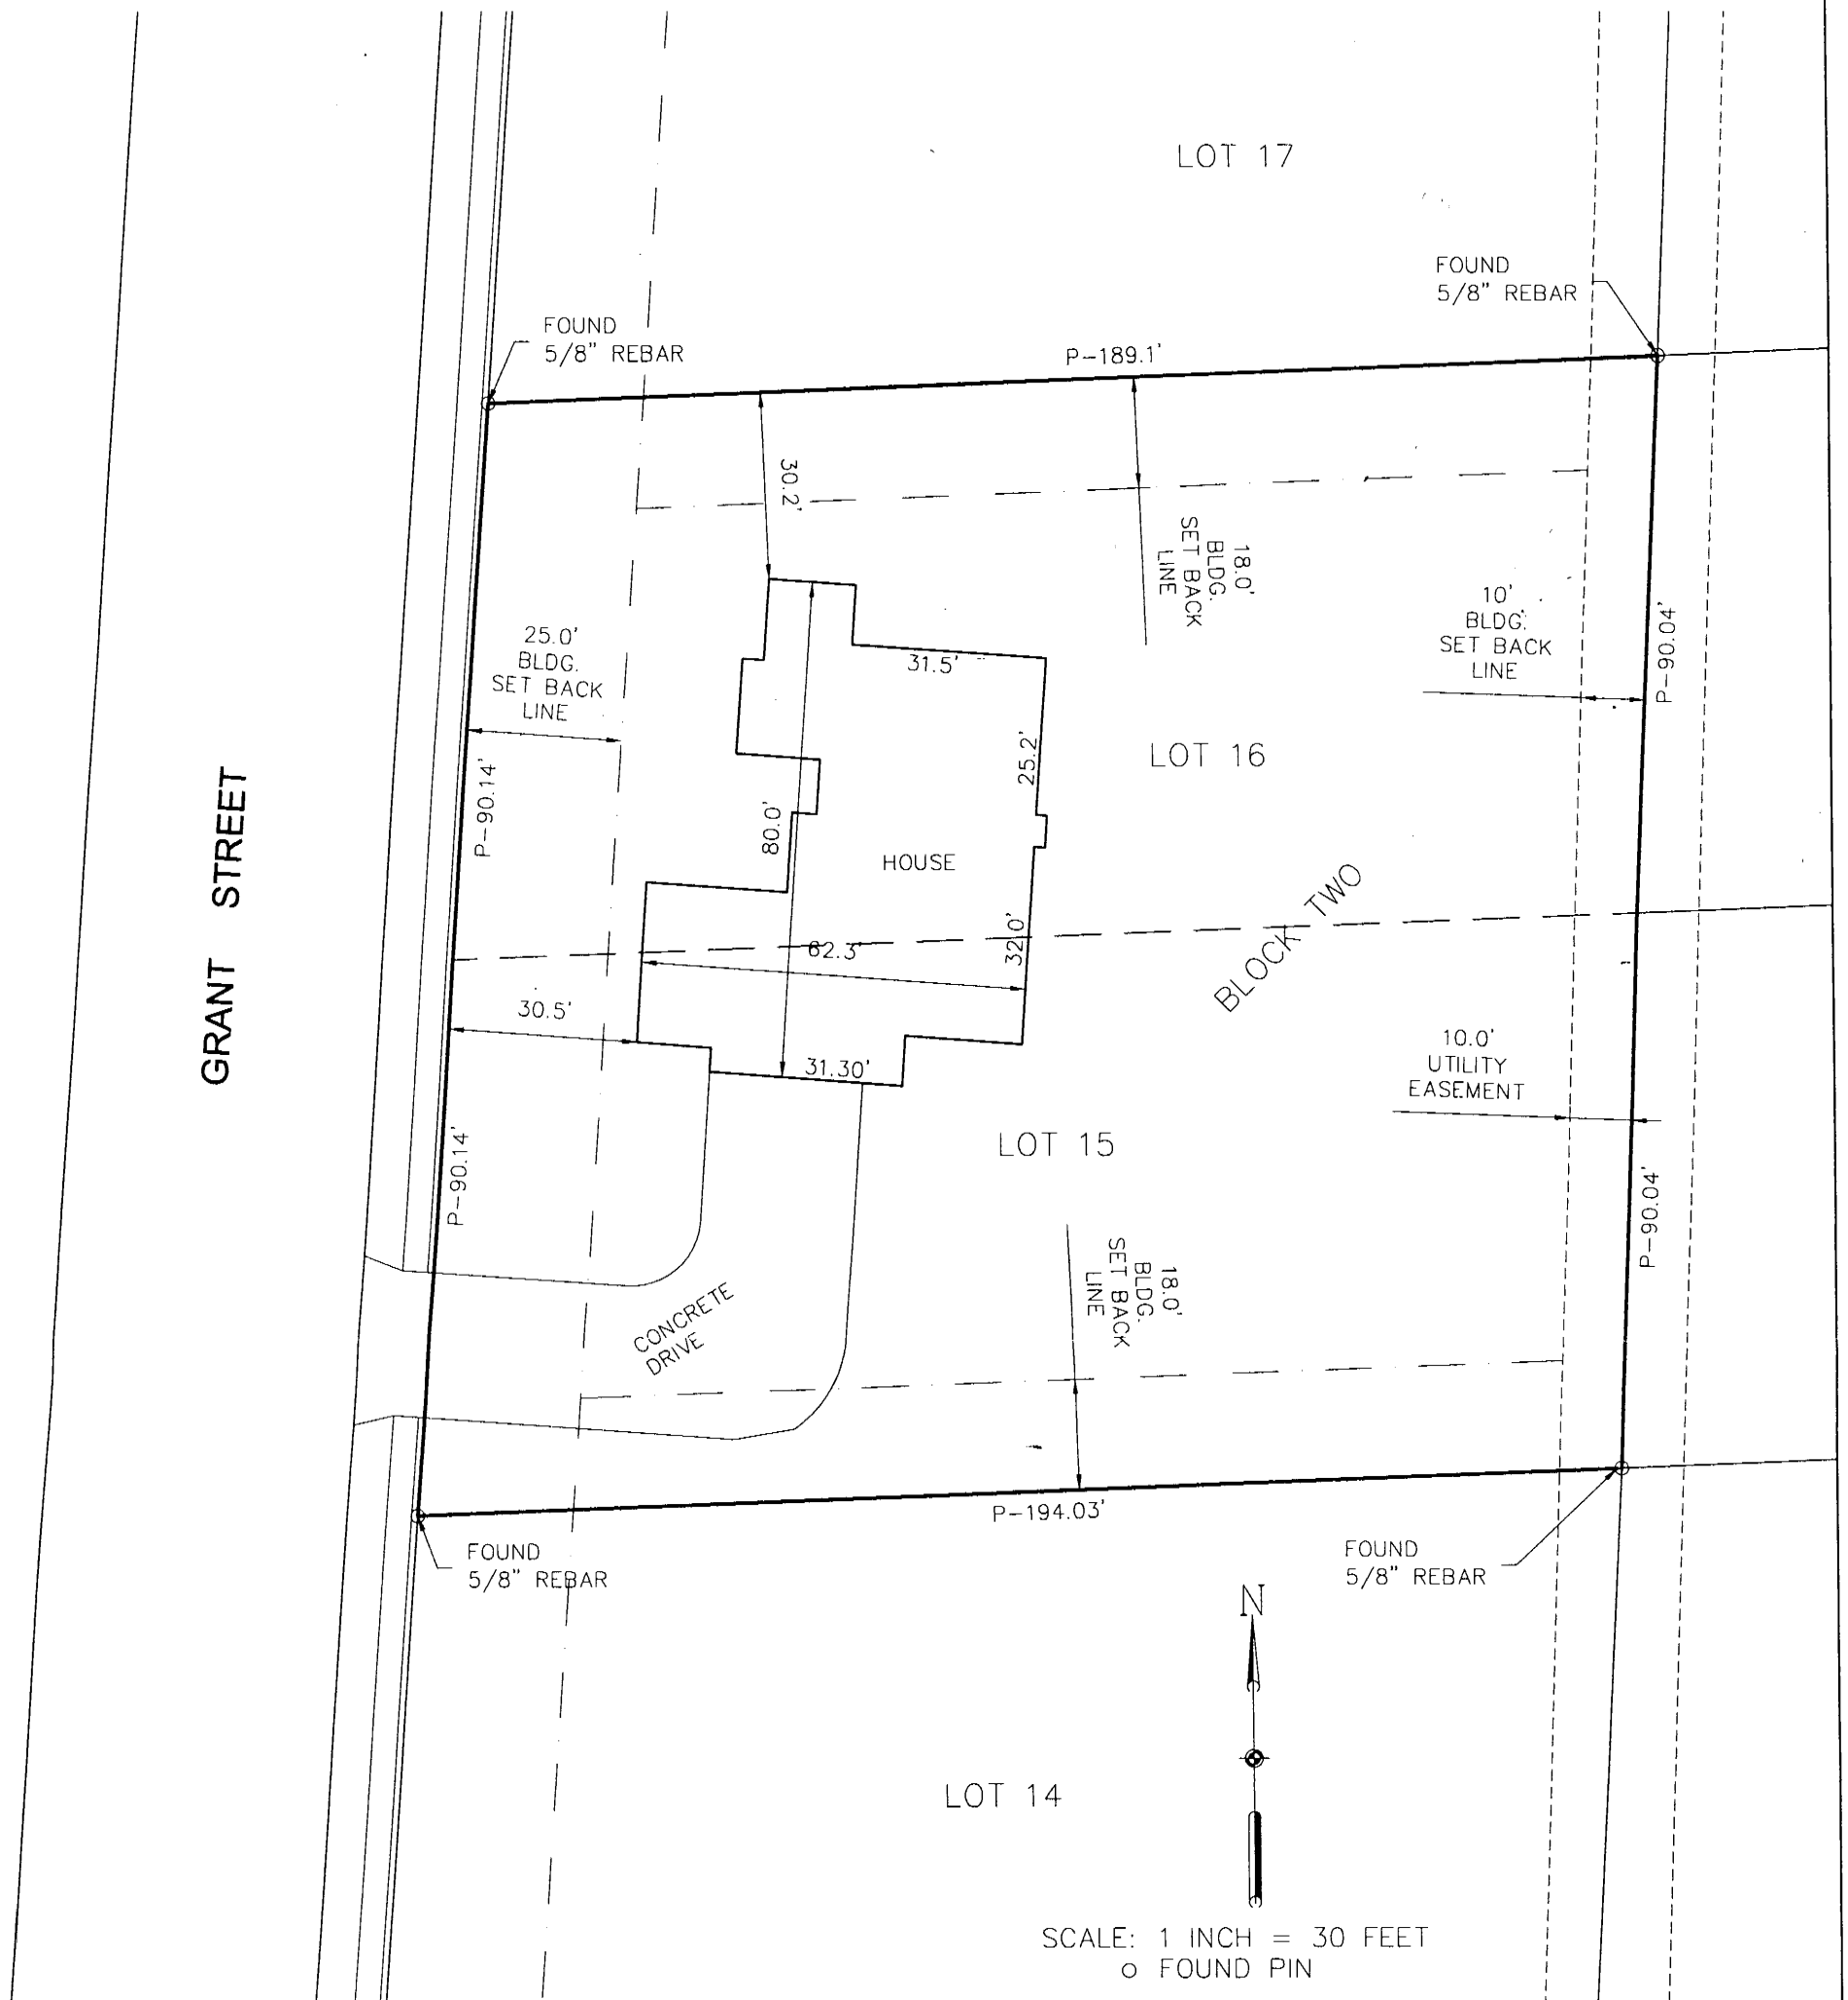 LOT 17
FOUND
5/8" REBAR
FOUND
5/8" REBAR
P-189.1'
30.2'
18.0'
BLDG.
SET BACK
LINE
10'
BLDG.
SET BACK
LINE
P-90.04'
25.0'
BLDG.
SET BACK
LINE
31.5'
25.2'
LOT 16
P-90.14'
80.0'
HOUSE
GRANT STREET
BLOCK TWO
32.0'
62.3'
30.5'
31.30'
10.0'
UTILITY
EASEMENT
LOT 15
P-90.14'
P-90.04'
18.0'
BLDG.
SET BACK
LINE
CONCRETE
DRIVE
P-194.03'
FOUND
5/8" REBAR
FOUND
5/8" REBAR
N
LOT 14
SCALE: 1 INCH = 30 FEET
o FOUND PIN